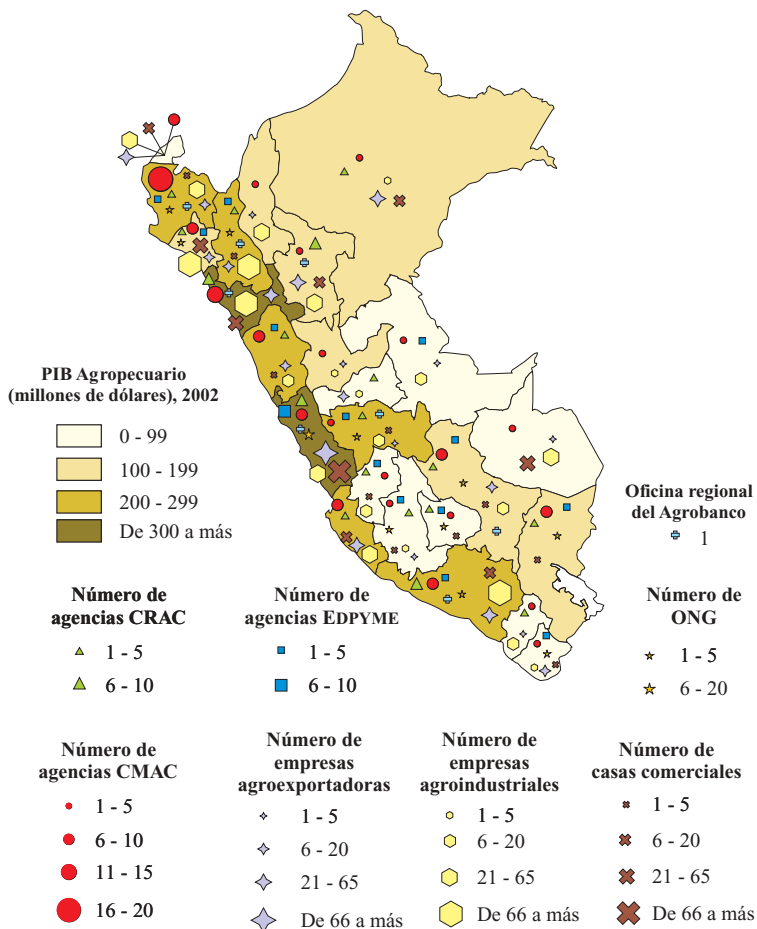 PIB Agropecuario
(millones de dólares), 2002
0 - 99
100 - 199
200 - 299
De 300 a más
Oficina regional
del Agrobanco
1
Número de
agencias CRAC
1 - 5
6 - 10
Número de
agencias EDPYME
1 - 5
6 - 10
Número de
ONG
1 - 5
6 - 20
Número de
agencias CMAC
1 - 5
6 - 10
11 - 15
16 - 20
Número de
empresas
agroexportadoras
1 - 5
6 - 20
21 - 65
De 66 a más
Número de
empresas
agroindustriales
1 - 5
6 - 20
21 - 65
De 66 a más
Número de
casas comerciales
1 - 5
6 - 20
21 - 65
De 66 a más